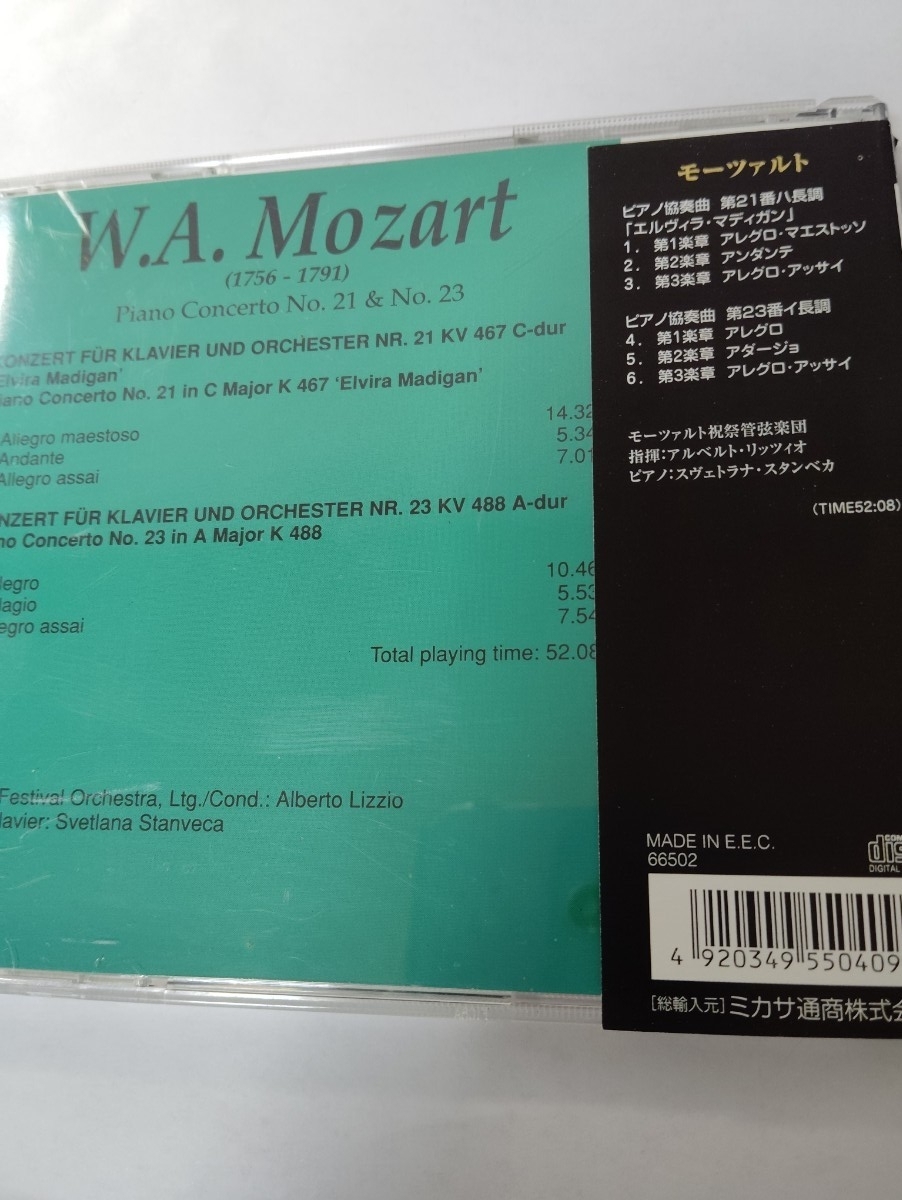 W.A. Mozart
(1756 - 1791)
Piano Concerto No. 21 & No. 23
KONZERT FÜR KLAVIER UND ORCHESTER NR. 21 KV 467 C-dur
Elvira Madigan'
iano Concerto No. 21 in C Major K 467 'Elvira Madigan'
Allegro maestoso 14.32
Andante 5.34
Allegro assai 7.01
NZERT FÜR KLAVIER UND ORCHESTER NR. 23 KV 488 A-dur
no Concerto No. 23 in A Major K 488
legro 10.46
lagio 5.53
egro assai 7.54
Total playing time: 52.08
Festival Orchestra, Ltg./Cond.: Alberto Lizzio
lavier: Svetlana Stanveca
モーツァルト
ピアノ協奏曲 第21番ハ長調
「エルヴィラ・マディガン」
1. 第1楽章 アレグロ・マエストッソ
2. 第2楽章 アンダンテ
3. 第3楽章 アレグロ・アッサイ
ピアノ協奏曲 第23番イ長調
4. 第1楽章 アレグロ
5. 第2楽章 アダージョ
6. 第3楽章 アレグロ・アッサイ
モーツァルト祝祭管弦楽団
指揮:アルベルト・リッツィオ
ピアノ:スヴェトラナ・スタンベカ
(TIME52:08)
MADE IN E.E.C.
66502
4 920349 550409
[総輸入元] ミカサ通商株式会